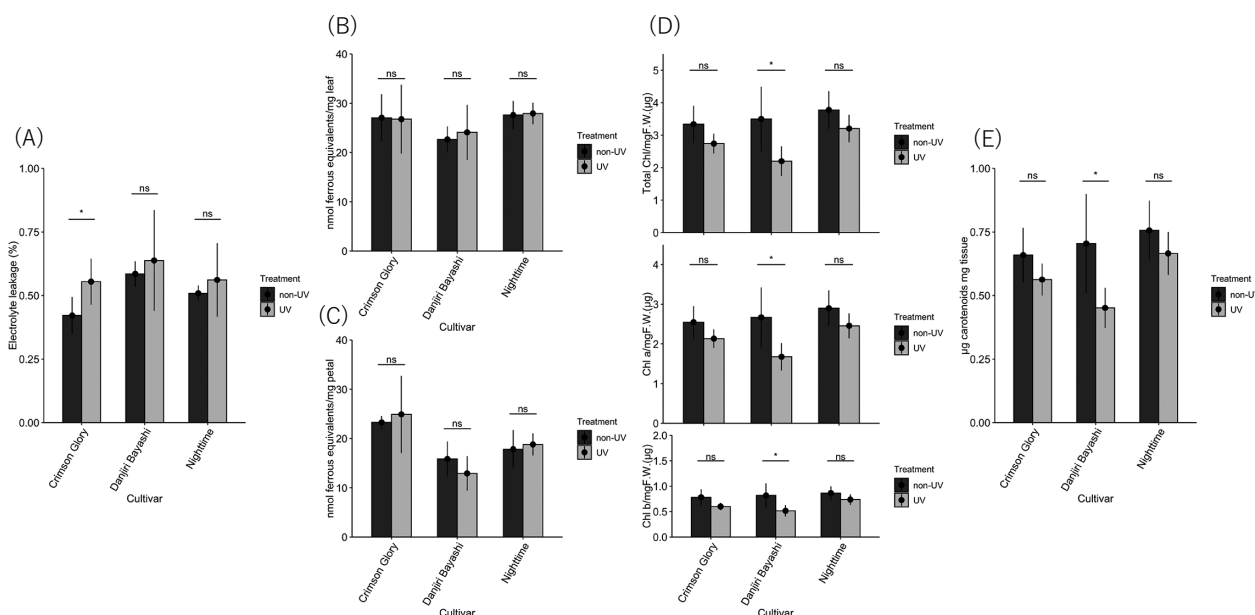 (A)
Electrolyte leakage (%)
1.00
0.75
0.50
0.25
0.00
*
ns
ns
Crimson Glory
Danjiri Bayashi
Nighttime
Cultivar
Treatment
non-UV
UV
(B)
nmol ferrous equivalents/mg leaf
40
30
20
10
0
ns
ns
ns
Crimson Glory
Danjiri Bayashi
Nighttime
Cultivar
Treatment
non-UV
UV
(C)
nmol ferrous equivalents/mg petal
40
30
20
10
0
ns
ns
ns
Crimson Glory
Danjiri Bayashi
Nighttime
Cultivar
Treatment
non-UV
UV
(D)
Total Chl/mgF.W.(µg)
5
4
3
2
1
0
ns
*
ns
Treatment
non-UV
UV
Chl a/mgF.W.(µg)
4
3
2
1
0
ns
*
ns
Treatment
non-UV
UV
Chl b/mgF.W.(µg)
2.0
1.5
1.0
0.5
0.0
ns
*
ns
Crimson Glory
Danjiri Bayashi
Nighttime
Cultivar
Treatment
non-UV
UV
(E)
µg carotenoids mg tissue
1.00
0.75
0.50
0.25
0.00
ns
*
ns
Crimson Glory
Danjiri Bayashi
Nighttime
Cultivar
Treatment
non-U
UV